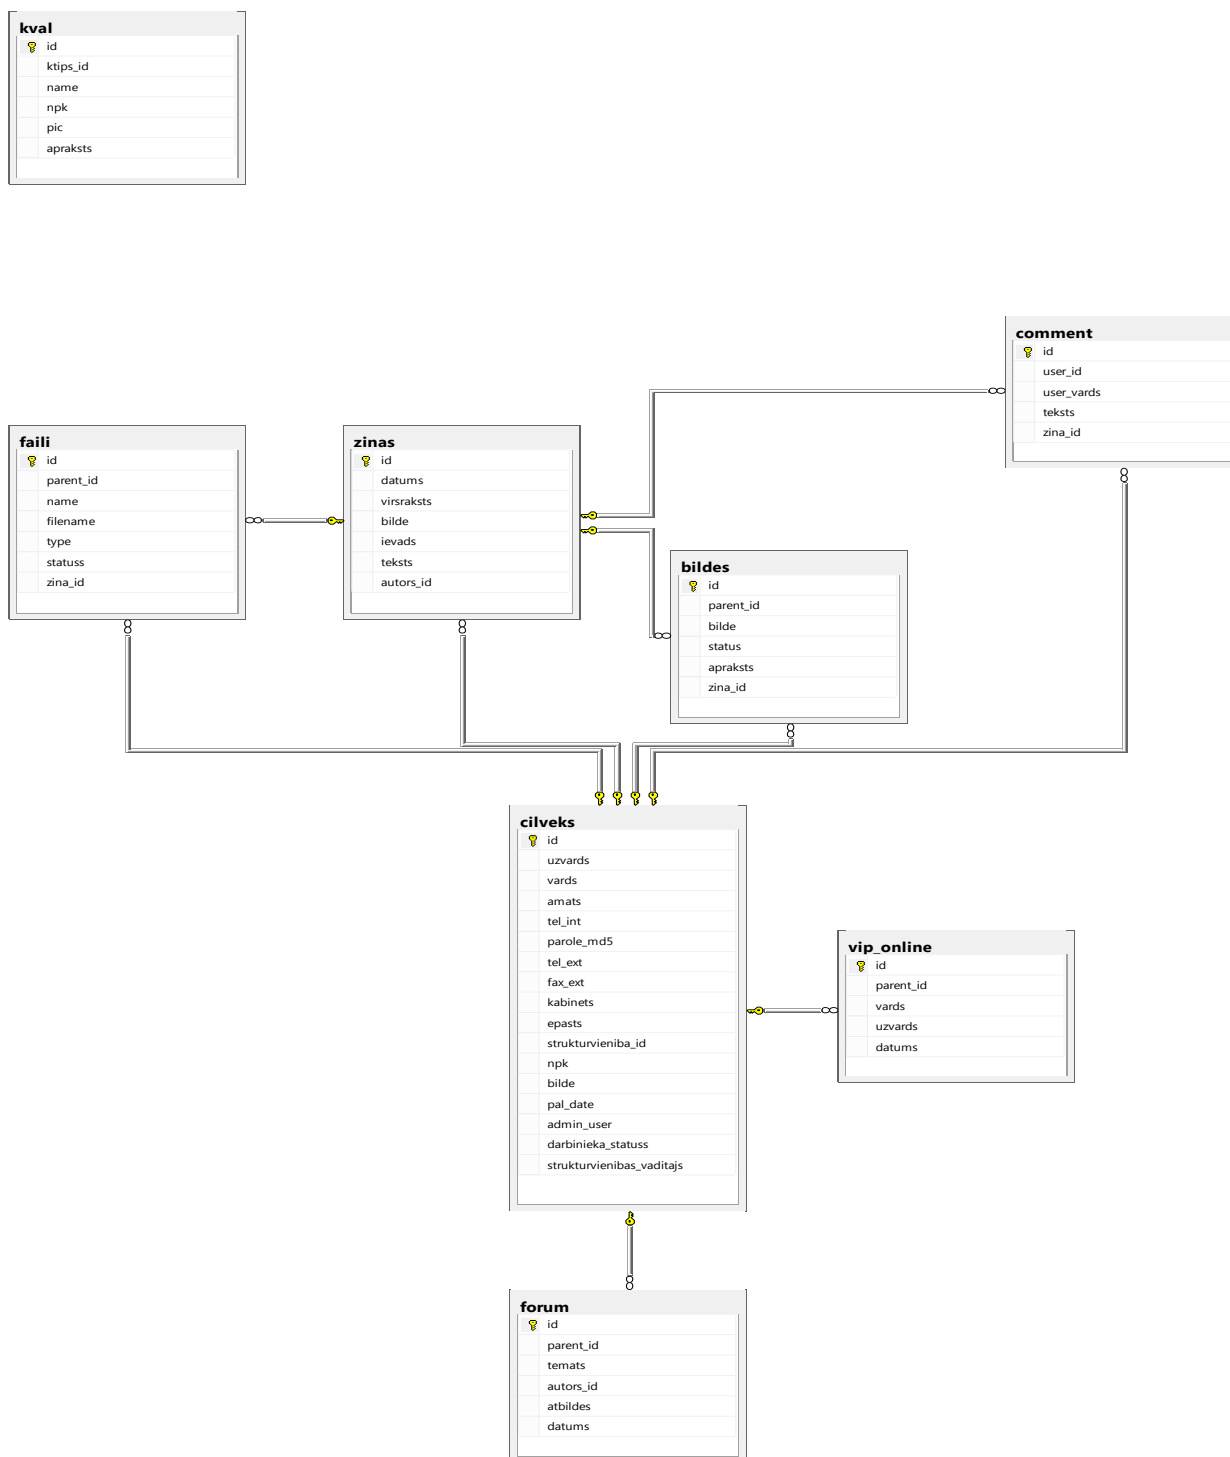 kval
id
ktips_id
name
npk
pic
apraksts
comment
id
user_id
user_vards
teksts
zina_id
faili
id
parent_id
name
filename
type
statuss
zina_id
zinas
id
datums
virsraksts
bilde
ievads
teksts
autors_id
bildes
id
parent_id
bilde
status
apraksts
zina_id
cilveks
id
uzvards
vards
amats
tel_int
parole_md5
tel_ext
fax_ext
kabinets
epasts
strukturvieniba_id
npk
bilde
pal_date
admin_user
darbinieka_statuss
strukturvienibas_vaditajs
vip_online
id
parent_id
vards
uzvards
datums
forum
id
parent_id
temats
autors_id
atbildes
datums